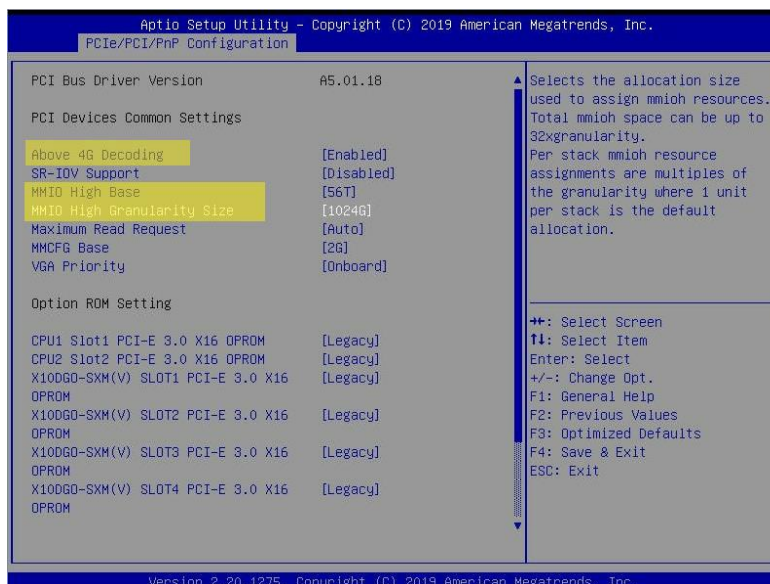 Aptio Setup Utility – Copyright (C) 2019 American Megatrends, Inc.
PCIe/PCI/PnP Configuration
PCI Bus Driver Version A5.01.18
PCI Devices Common Settings
Above 4G Decoding [Enabled]
SR-IOV Support [Disabled]
MMIO High Base [56T]
MMIO High Granularity Size [1024G]
Maximum Read Request [Auto]
MMCFG Base [2G]
VGA Priority [Onboard]
Option ROM Setting
CPU1 Slot1 PCI-E 3.0 X16 OPROM [Legacy]
CPU2 Slot2 PCI-E 3.0 X16 OPROM [Legacy]
X10DGO-SXM(V) SLOT1 PCI-E 3.0 X16 [Legacy]
OPROM
X10DGO-SXM(V) SLOT2 PCI-E 3.0 X16 [Legacy]
OPROM
X10DGO-SXM(V) SLOT3 PCI-E 3.0 X16 [Legacy]
OPROM
X10DGO-SXM(V) SLOT4 PCI-E 3.0 X16 [Legacy]
OPROM
Selects the allocation size
used to assign mmioh resources.
Total mmioh space can be up to
32xgranularity.
Per stack mmioh resource
assignments are multiples of
the granularity where 1 unit
per stack is the default
allocation.
→←: Select Screen
↑↓: Select Item
Enter: Select
+/-: Change Opt.
F1: General Help
F2: Previous Values
F3: Optimized Defaults
F4: Save & Exit
ESC: Exit
Version 2.20.1275. Copyright (C) 2019 American Megatrends, Inc.